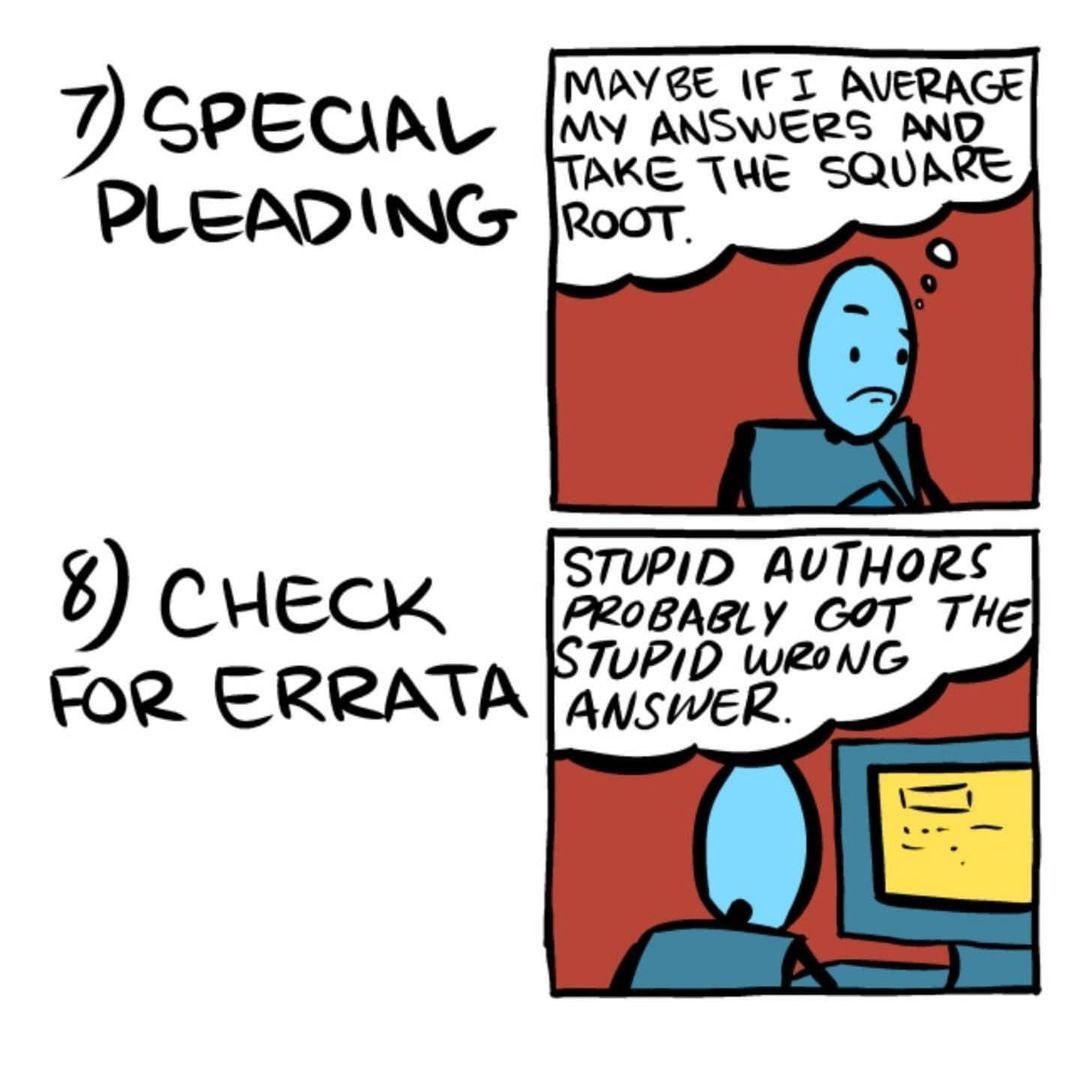 7) SPECIAL
PLEADING
MAYBE IF I AVERAGE
MY ANSWERS AND
TAKE THE SQUARE
ROOT.
8) CHECK
FOR ERRATA
STUPID AUTHORS
PROBABLY GOT THE
STUPID WRONG
ANSWER.